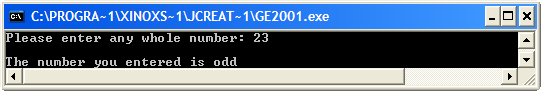 C:\PROGRA~1\XINOXS~1\JCREAT~1\GE2001.exe
Please enter any whole number: 23
The number you entered is odd